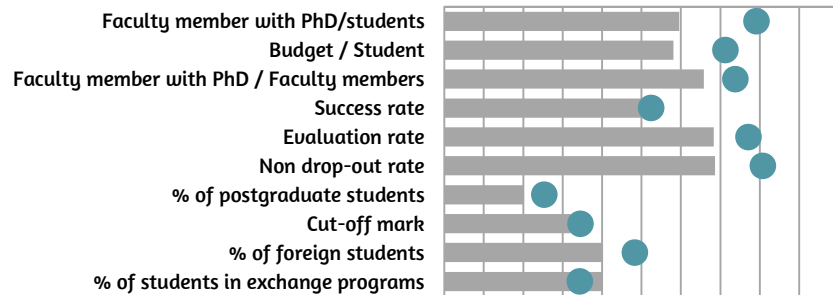 Faculty member with PhD/students
Budget / Student
Faculty member with PhD / Faculty members
Success rate
Evaluation rate
Non drop-out rate
% of postgraduate students
Cut-off mark
% of foreign students
% of students in exchange programs